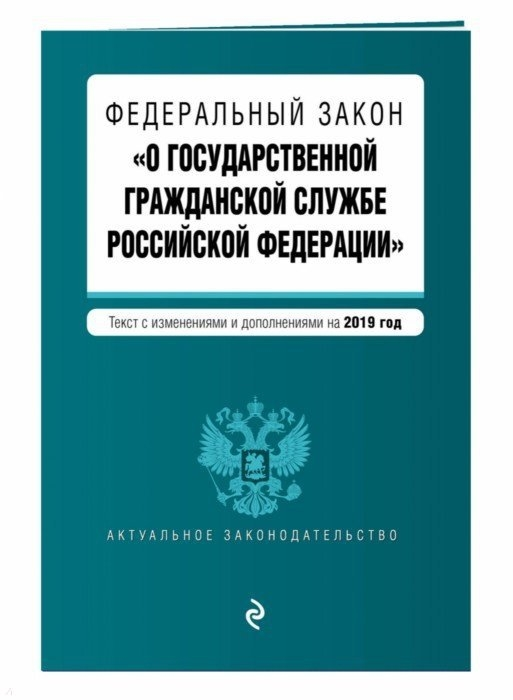 ФЕДЕРАЛЬНЫЙ ЗАКОН
«О ГОСУДАРСТВЕННОЙ
ГРАЖДАНСКОЙ СЛУЖБЕ
РОССИЙСКОЙ ФЕДЕРАЦИИ»
Текст с изменениями и дополнениями на 2019 год
АКТУАЛЬНОЕ ЗАКОНОДАТЕЛЬСТВО